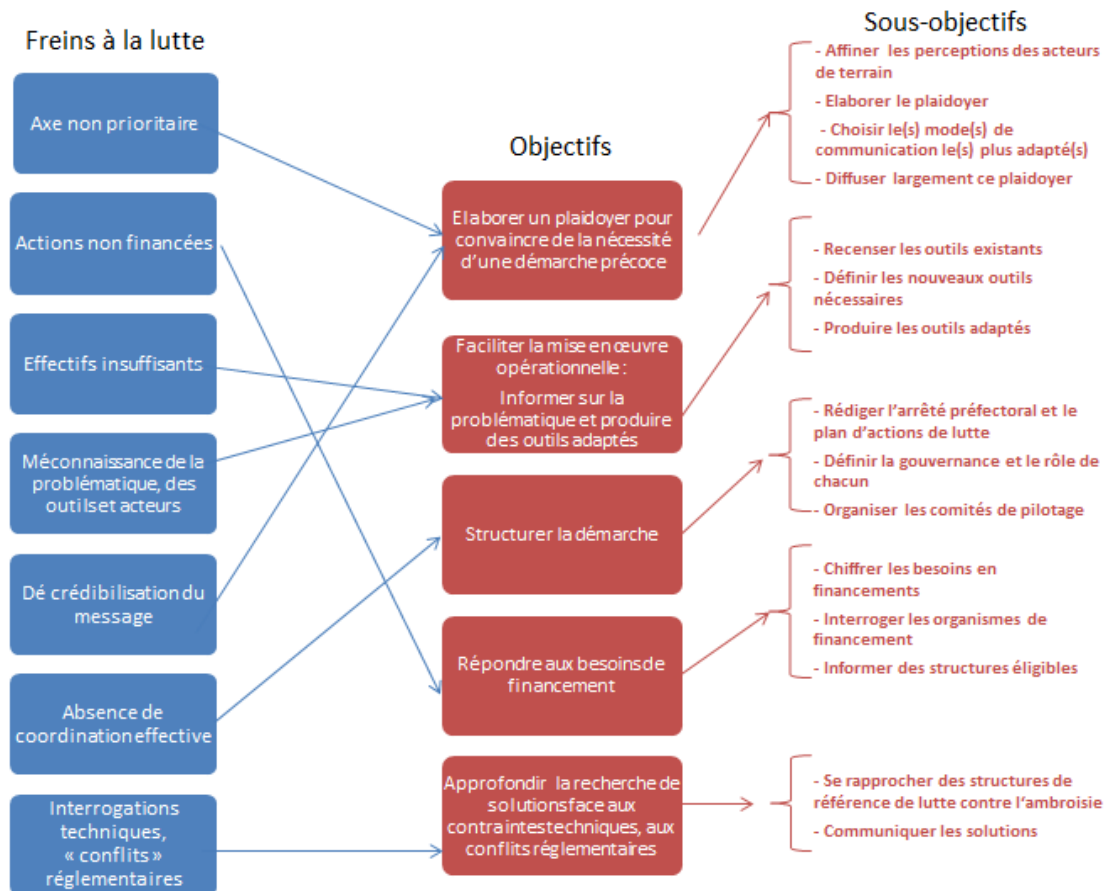 Freins à la lutte
Axe non prioritaire
Actions non financées
Effectifs insuffisants
Méconnaissance de la
problématique, des
outils et acteurs
Dé crédibilisation du
message
Absence de
coordination effective
Interrogations
techniques,
« conflits »
réglementaires
Objectifs
Elaborer un plaidoyer pour
convaincre de la nécessité
d'une démarche précoce
Faciliter la mise en œuvre
opérationnelle :
Informer sur la
problématique et produire
des outils adaptés
Structurer la démarche
Répondre aux besoins de
financement
Approfondir la recherche de
solutions face aux
contraintes techniques, aux
conflits réglementaires
Sous-objectifs
- Affiner les perceptions des acteurs
de terrain
- Elaborer le plaidoyer
- Choisir le(s) mode(s) de
communication le(s) plus adapté(s)
- Diffuser largement ce plaidoyer
- Recenser les outils existants
- Définir les nouveaux outils
nécessaires
- Produire les outils adaptés
- Rédiger l'arrêté préfectoral et le
plan d'actions de lutte
- Définir la gouvernance et le rôle de
chacun
- Organiser les comités de pilotage
- Chiffrer les besoins en
financements
- Interroger les organismes de
financement
- Informer des structures éligibles
- Se rapprocher des structures de
référence de lutte contre l'ambroisie
- Communiquer les solutions